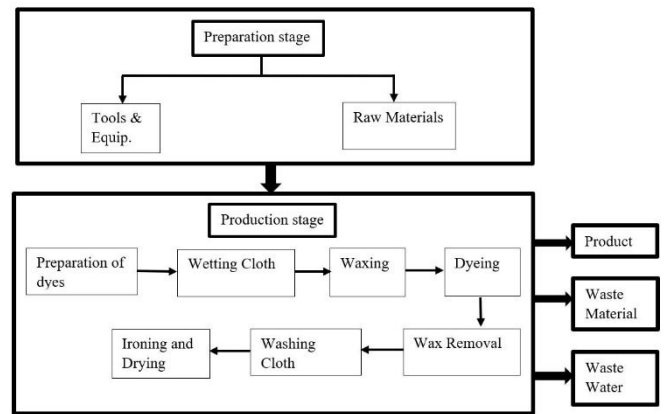 Preparation stage
Tools &
Equip.
Raw Materials
Production stage
Preparation of
dyes
Wetting Cloth
Waxing
Dyeing
Wax Removal
Washing
Cloth
Ironing and
Drying
Product
Waste
Material
Waste
Water